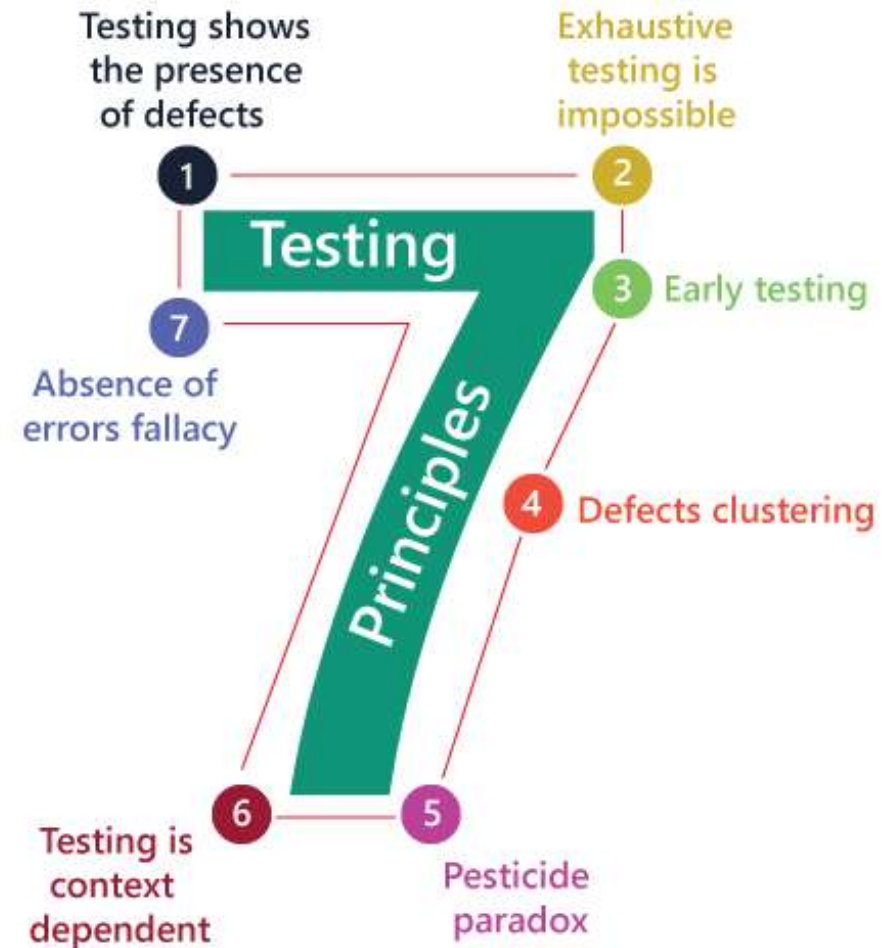 Testing shows
the presence
of defects
1
Exhaustive
testing is
impossible
2
Testing
3
Early testing
7
Absence of
errors fallacy
Principles
4
Defects clustering
6
Testing is
context
dependent
5
Pesticide
paradox